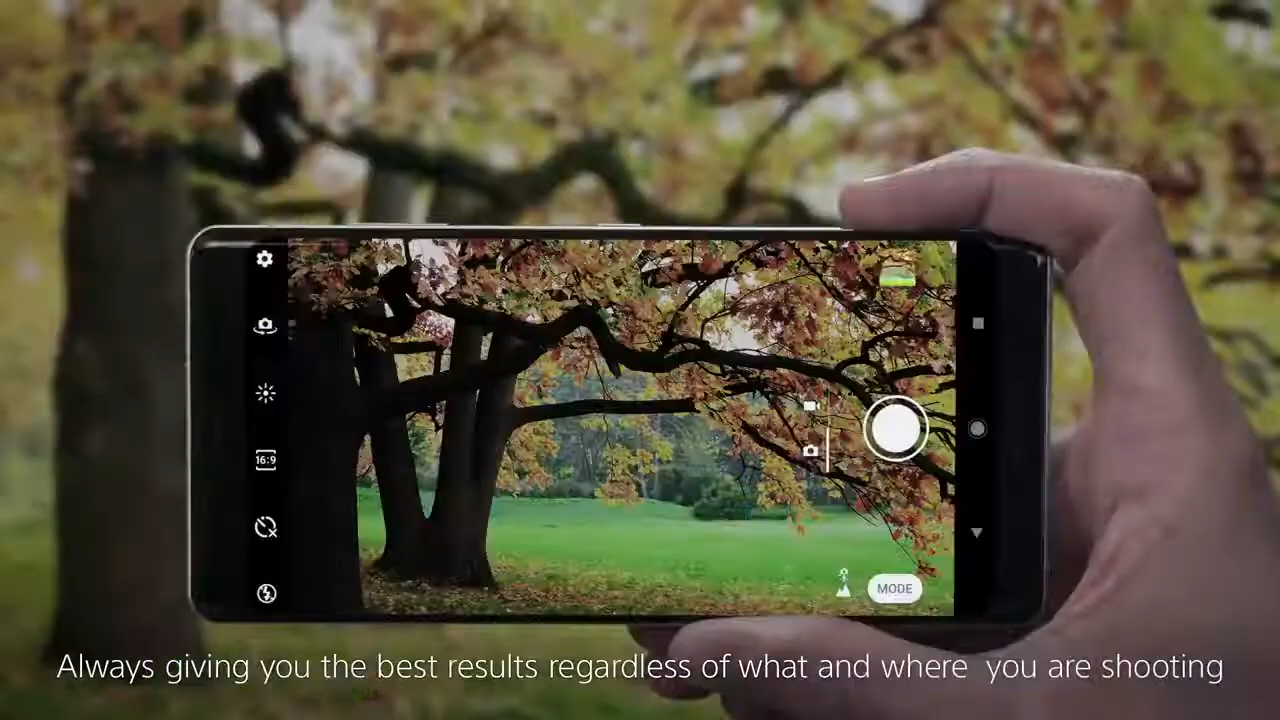 16:9
MODE
Always giving you the best results regardless of what and where you are shooting